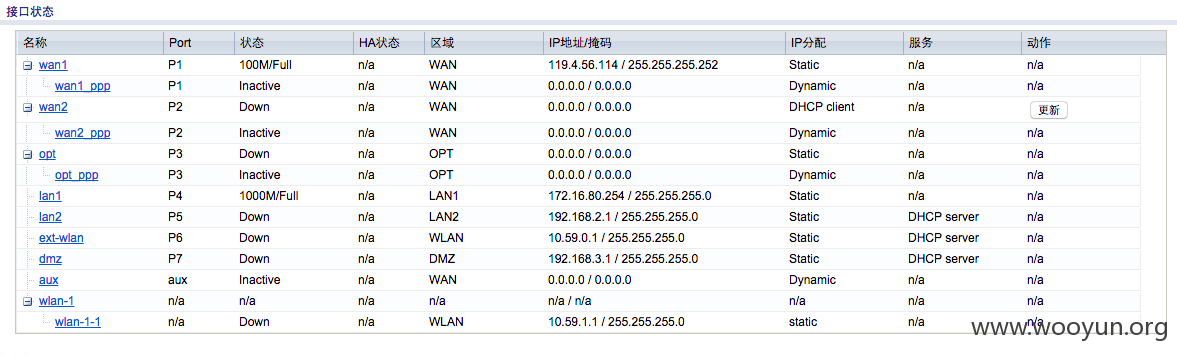 接口状态
名称 Port 状态 HA状态 区域 IP地址/掩码 IP分配 服务 动作
wan1 P1 100M/Full n/a WAN 119.4.56.114 / 255.255.255.252 Static n/a n/a
wan1_ppp P1 Inactive n/a WAN 0.0.0.0 / 0.0.0.0 Dynamic n/a n/a
wan2 P2 Down n/a WAN 0.0.0.0 / 0.0.0.0 DHCP client n/a 更新
wan2_ppp P2 Inactive n/a WAN 0.0.0.0 / 0.0.0.0 Dynamic n/a n/a
opt P3 Down n/a OPT 0.0.0.0 / 0.0.0.0 Static n/a n/a
opt_ppp P3 Inactive n/a OPT 0.0.0.0 / 0.0.0.0 Dynamic n/a n/a
lan1 P4 1000M/Full n/a LAN1 172.16.80.254 / 255.255.255.0 Static n/a n/a
lan2 P5 Down n/a LAN2 192.168.2.1 / 255.255.255.0 Static DHCP server n/a
ext-wlan P6 Down n/a WLAN 10.59.0.1 / 255.255.255.0 Static DHCP server n/a
dmz P7 Down n/a DMZ 192.168.3.1 / 255.255.255.0 Static DHCP server n/a
aux aux Inactive n/a WAN 0.0.0.0 / 0.0.0.0 Dynamic n/a n/a
wlan-1 n/a n/a n/a n/a n/a / n/a n/a n/a n/a
wlan-1-1 n/a Down n/a WLAN 10.59.1.1 / 255.255.255.0 static n/a n/a
www.wooyun.org